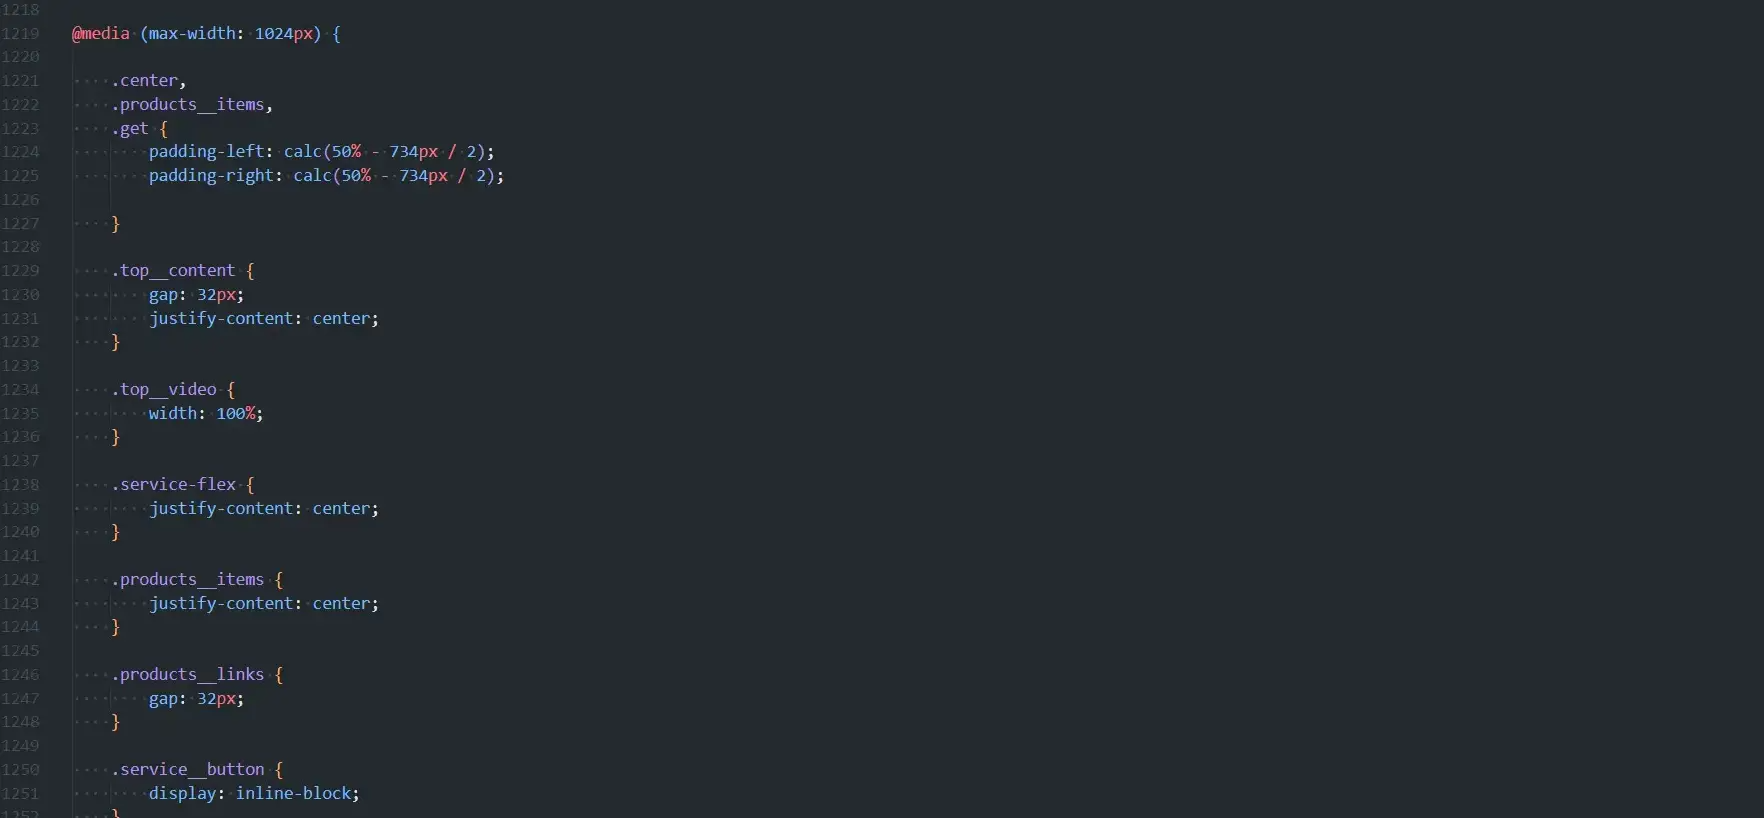 1218
1219 @media (max-width: 1024px) {
1220
1221 .center,
1222 .products__items,
1223 .get {
1224 padding-left: calc(50% - 734px / 2);
1225 padding-right: calc(50% - 734px / 2);
1226
1227 }
1228
1229 .top__content {
1230 gap: 32px;
1231 justify-content: center;
1232 }
1233
1234 .top__video {
1235 width: 100%;
1236 }
1237
1238 .service-flex {
1239 justify-content: center;
1240 }
1241
1242 .products__items {
1243 justify-content: center;
1244 }
1245
1246 .products__links {
1247 gap: 32px;
1248 }
1249
1250 .service__button {
1251 display: inline-block;
1252 }